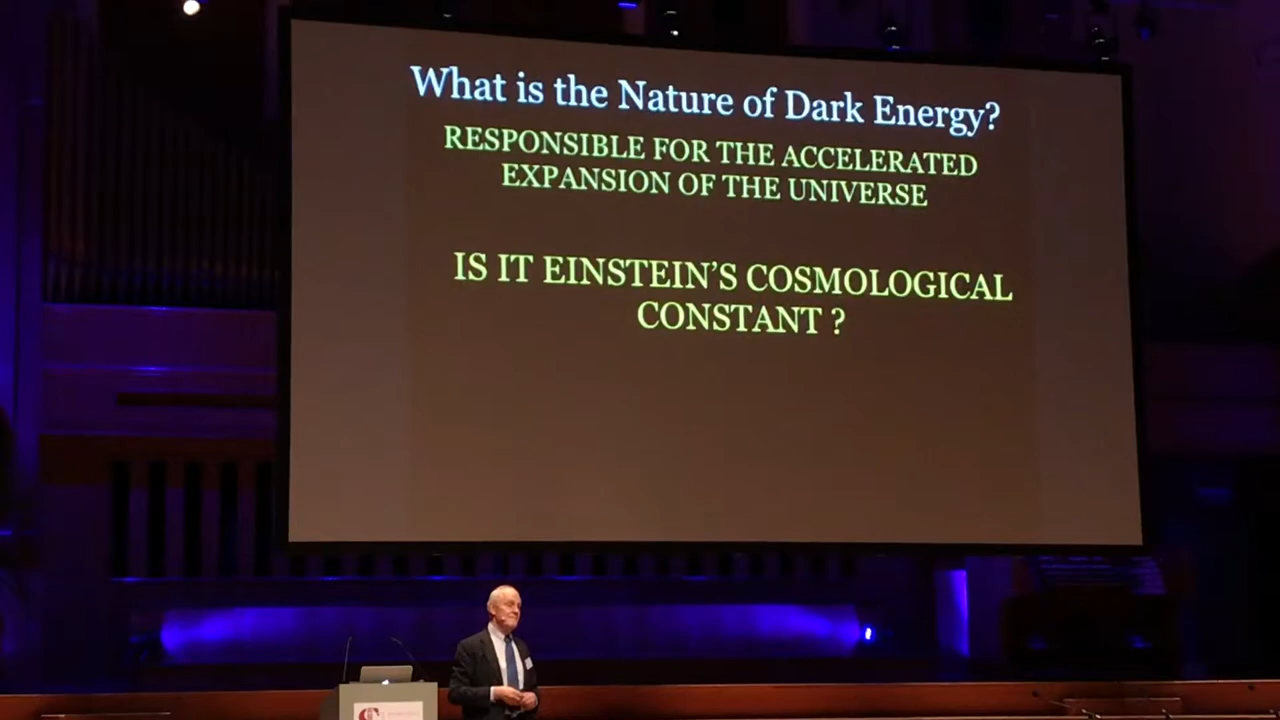 What is the Nature of Dark Energy?
RESPONSIBLE FOR THE ACCELERATED
EXPANSION OF THE UNIVERSE
IS IT EINSTEIN'S COSMOLOGICAL
CONSTANT ?